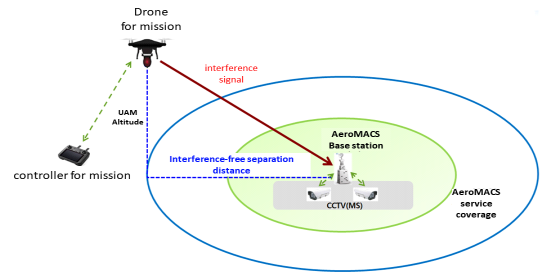 Drone
for mission
interference
signal
UAM
Altitude
AeroMACS
Base station
Interference-free separation
distance
controller for mission
AeroMACS
service
coverage
CCTV(MS)